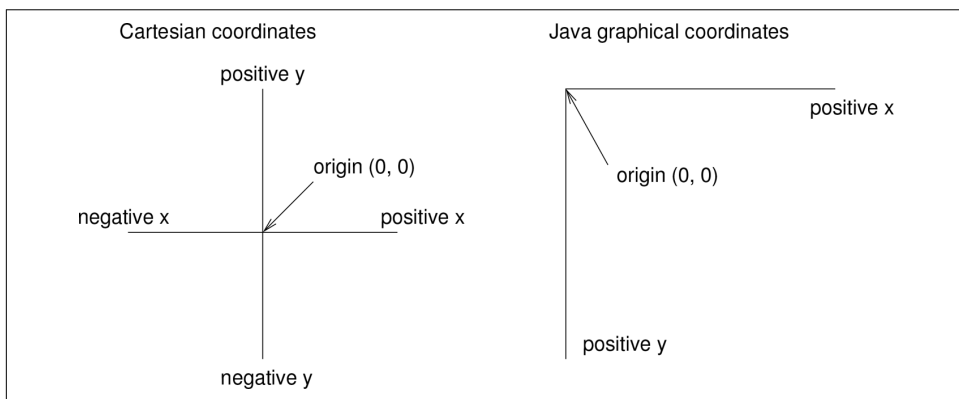 Cartesian coordinates
positive y
origin (0, 0)
negative x
positive x
negative y
Java graphical coordinates
positive x
origin (0, 0)
positive y